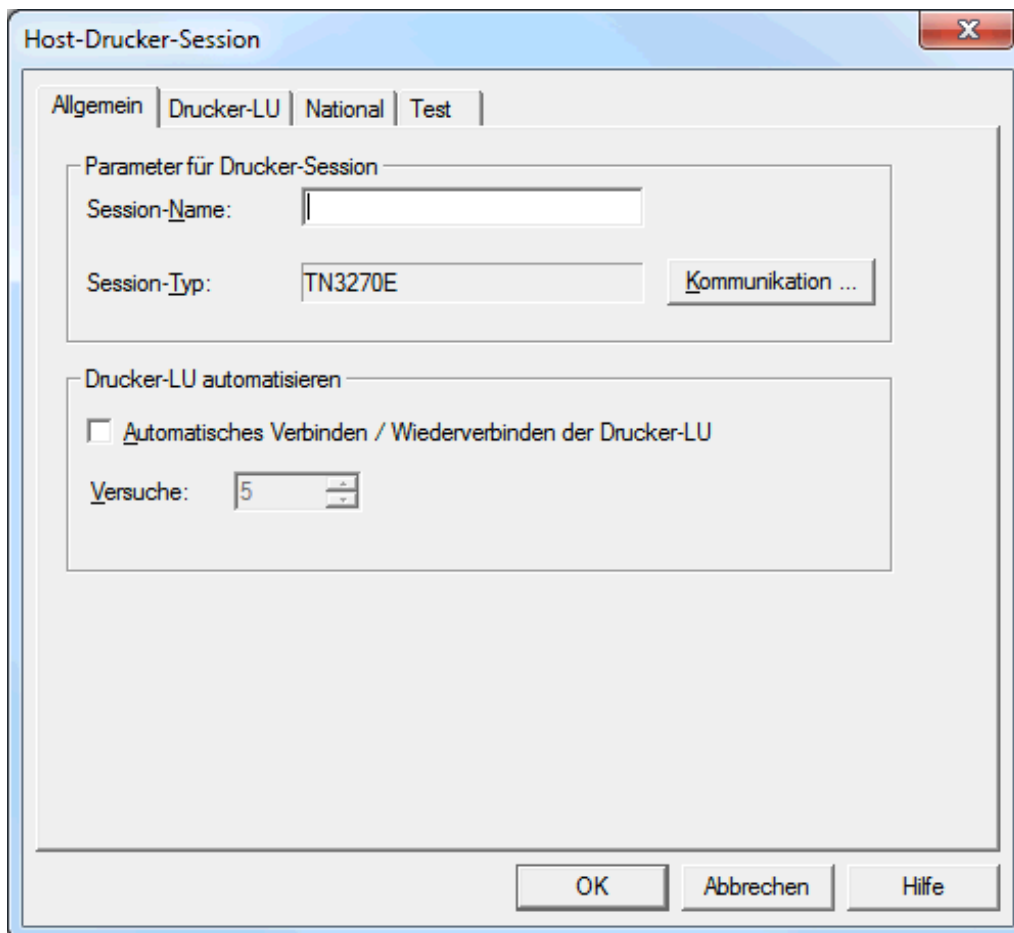 Host-Drucker-Session
Allgemein Drucker-LU National Test
Parameter für Drucker-Session
Session-Name:
Session-Typ: TN3270E Kommunikation ...
Drucker-LU automatisieren
Automatisches Verbinden / Wiederverbinden der Drucker-LU
Versuche: 5
OK Abbrechen Hilfe